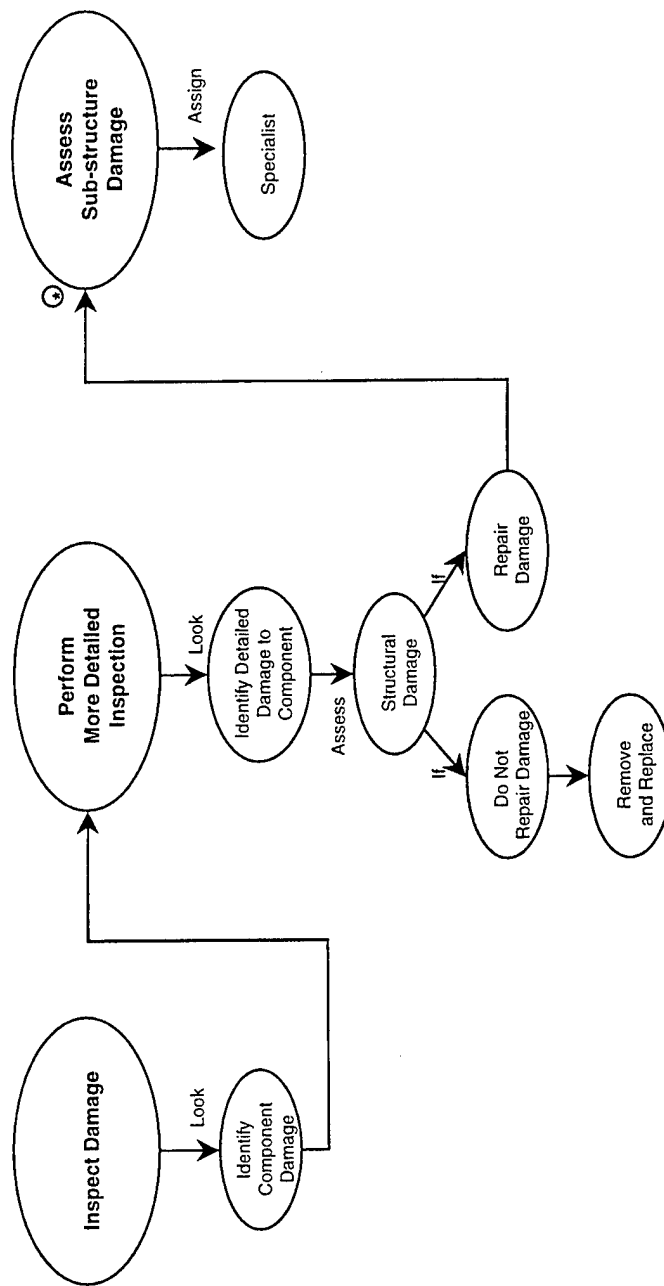 Inspect Damage
Look
Identify
Component
Damage
Perform
More Detailed
Inspection
Look
Identify Detailed
Damage to
Component
Assess
Structural
Damage
If
Do Not
Repair Damage
Remove
and Replace
If
Repair
Damage
*
Assess
Sub-structure
Damage
Assign
Specialist